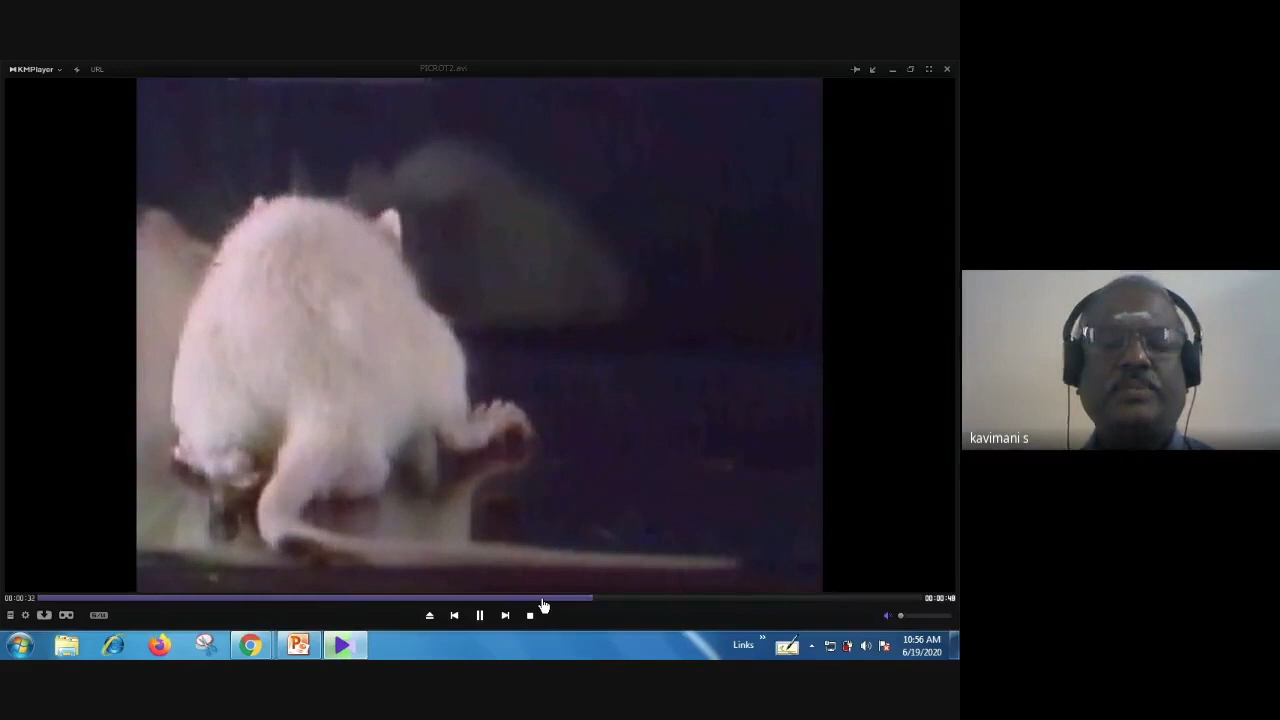 KMPlayer URL PICROT2.avi
kavimani s
00:00:32 00:00:48
Links 10:56 AM
6/19/2020